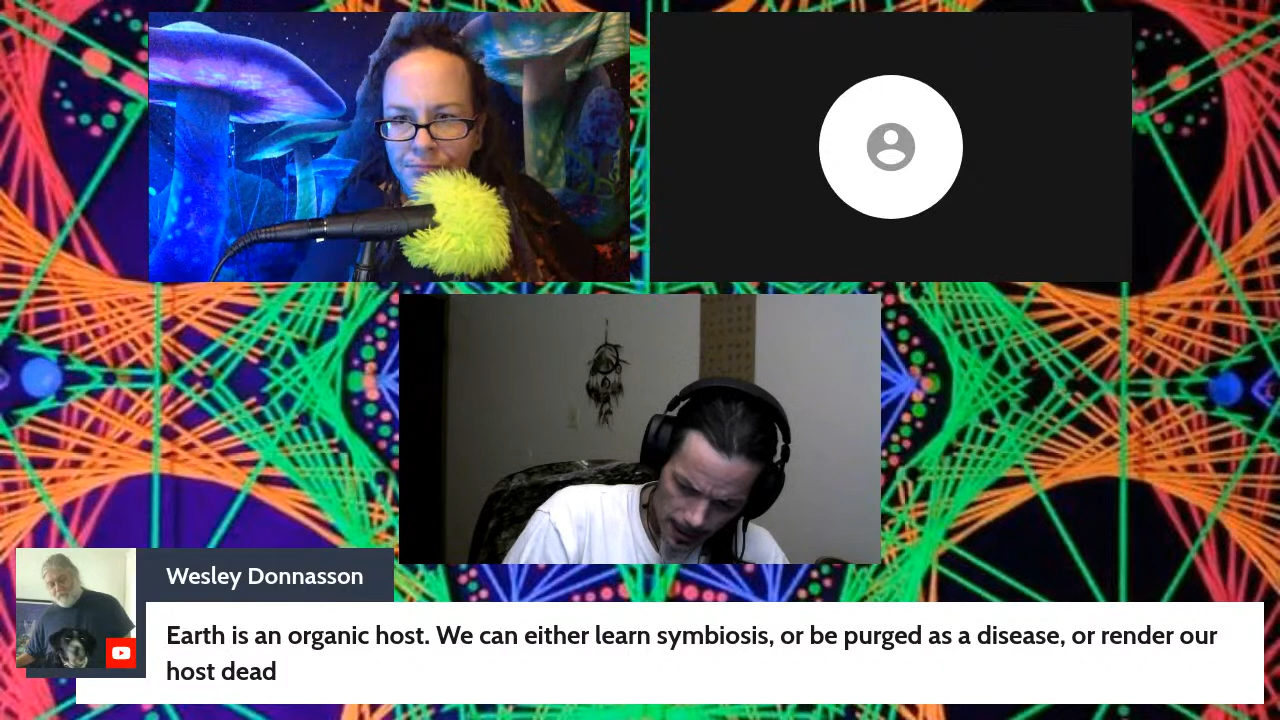 Wesley Donnasson
Earth is an organic host. We can either learn symbiosis, or be purged as a disease, or render our
host dead